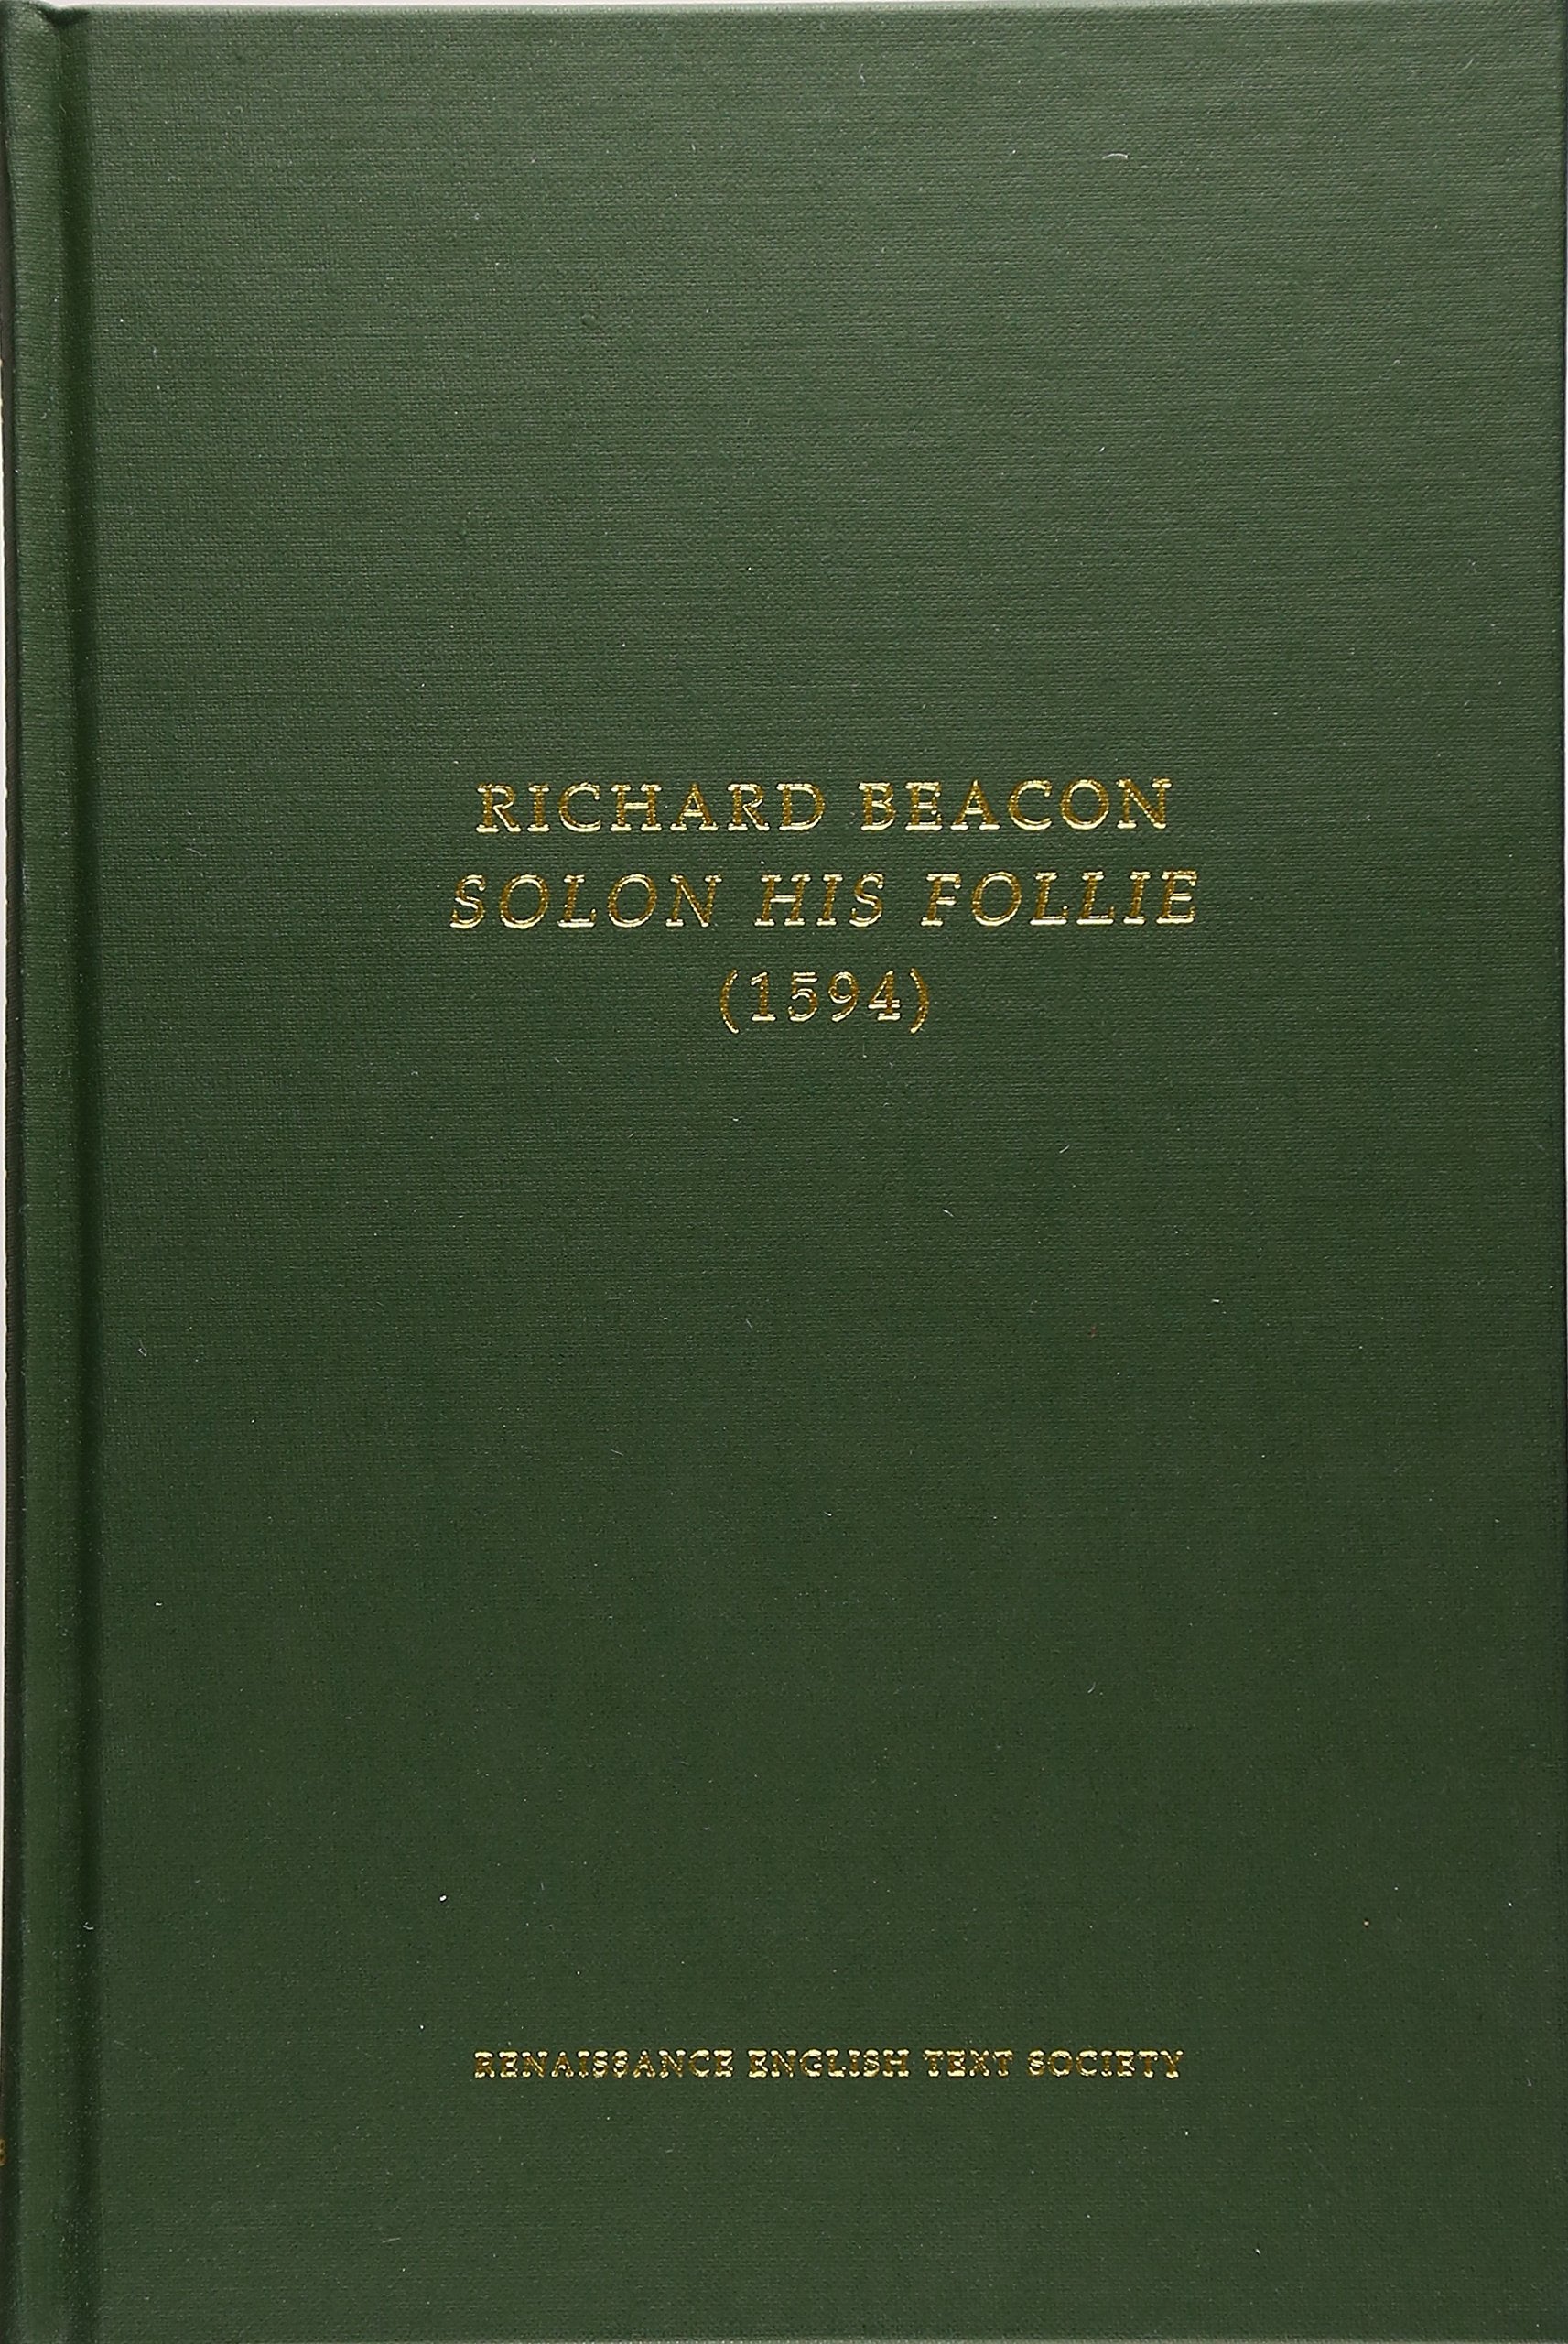 RICHARD BEACON
SOLON HIS FOLLIE
(1594)
RENAISSANCE ENGLISH TEXT SOCIETY